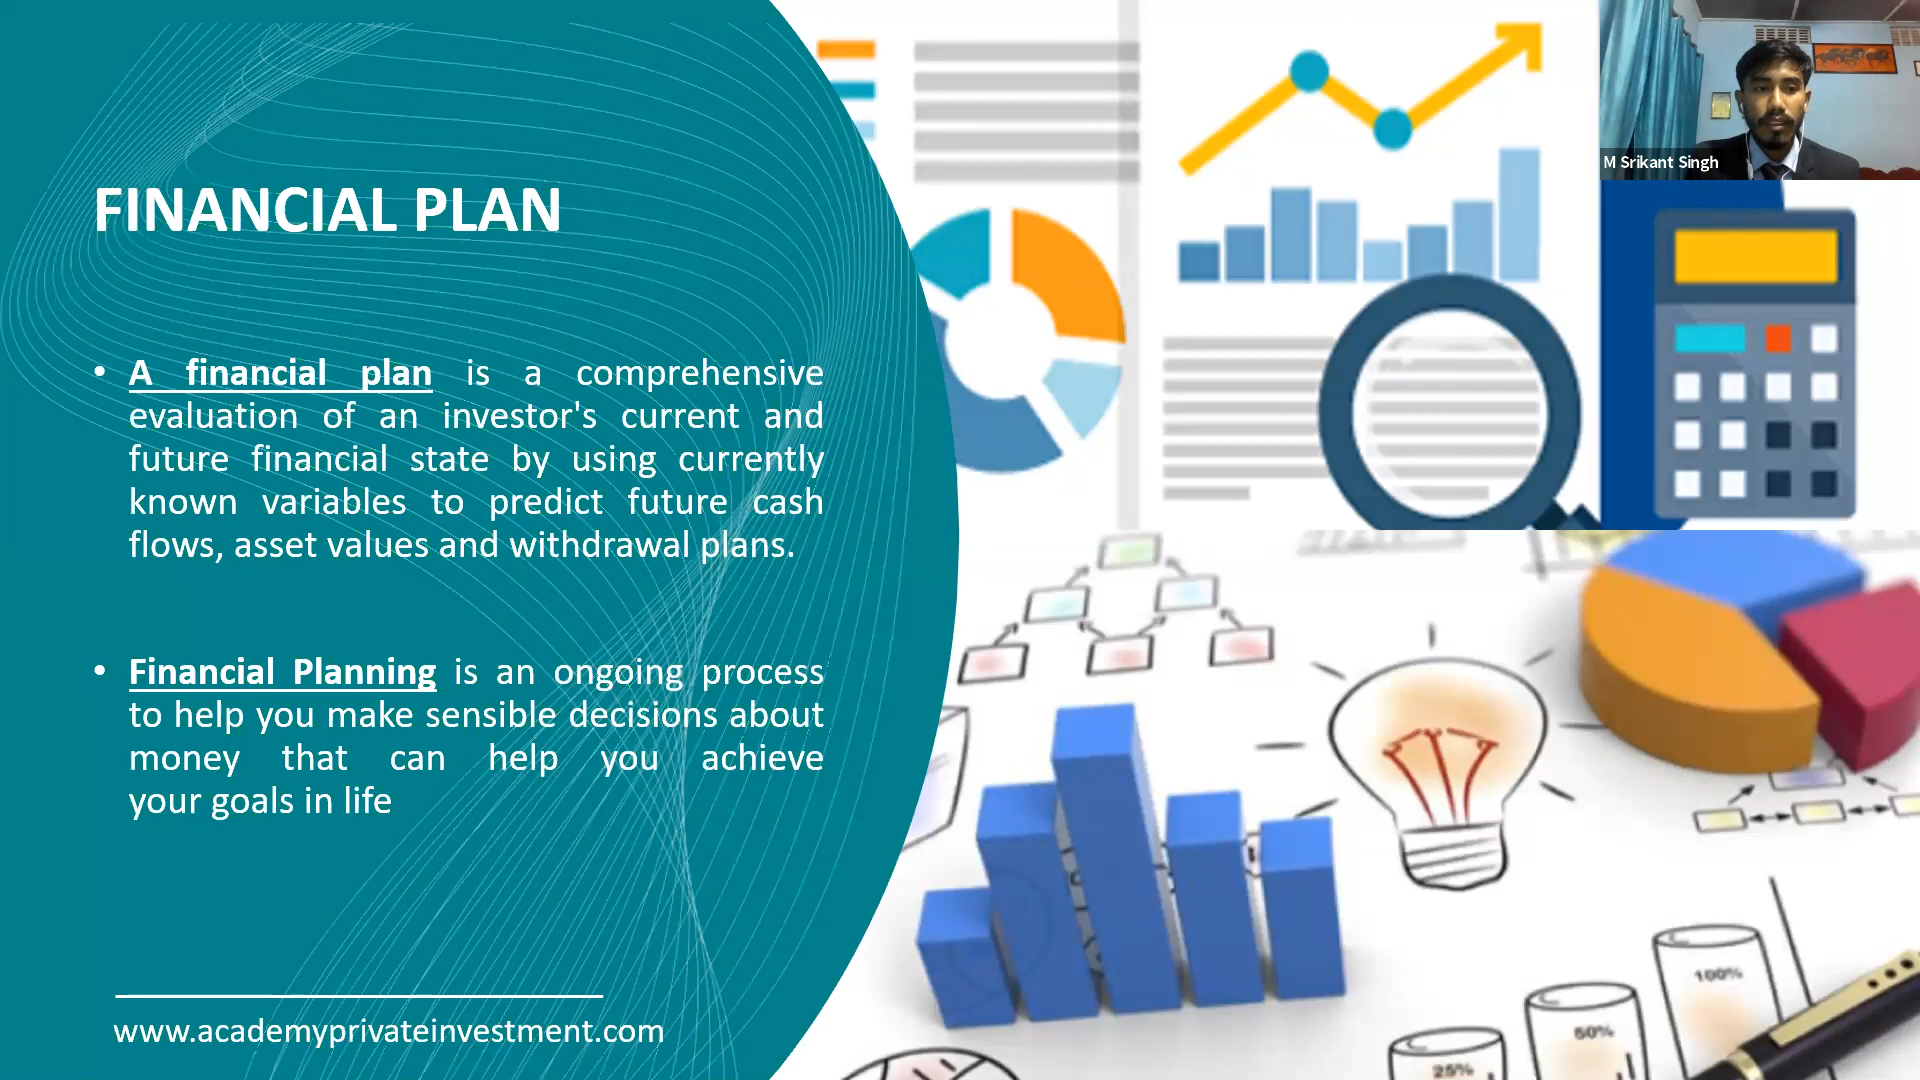 FINANCIAL PLAN
• A financial plan is a comprehensive
evaluation of an investor's current and
future financial state by using currently
known variables to predict future cash
flows, asset values and withdrawal plans.
• Financial Planning is an ongoing process
to help you make sensible decisions about
money that can help you achieve
your goals in life
www.academyprivateinvestment.com
M Srikant Singh
100%
50%
25%